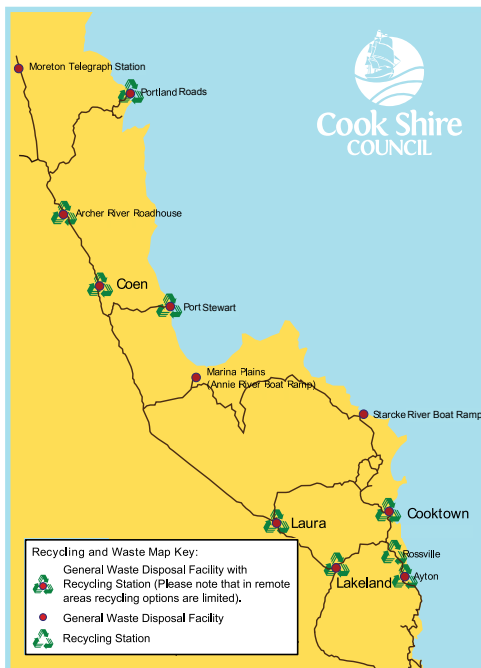 Moreton Telegraph Station
Portland Roads
Cook Shire
COUNCIL
Archer River Roadhouse
Coen
Port Stewart
Marina Plains
(Annie River Boat Ramp)
Starcke River Boat Ramp
Laura
Cooktown
Rossville
Lakeland
Ayton
Recycling and Waste Map Key:
General Waste Disposal Facility with
Recycling Station (Please note that in remote
areas recycling options are limited).
General Waste Disposal Facility
Recycling Station